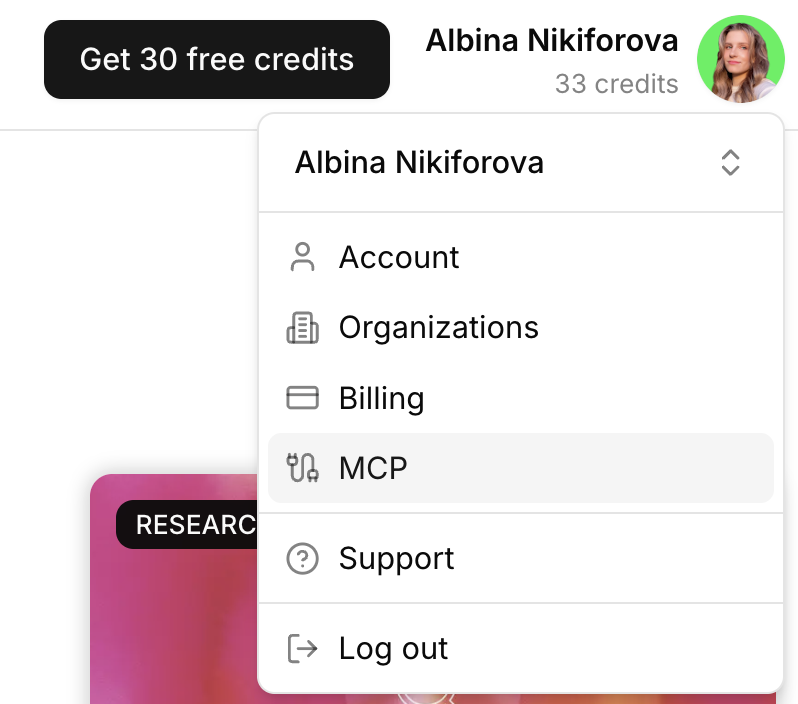 Get 30 free credits
Albina Nikiforova
33 credits
Albina Nikiforova
Account
Organizations
Billing
MCP
RESEARC
Support
Log out